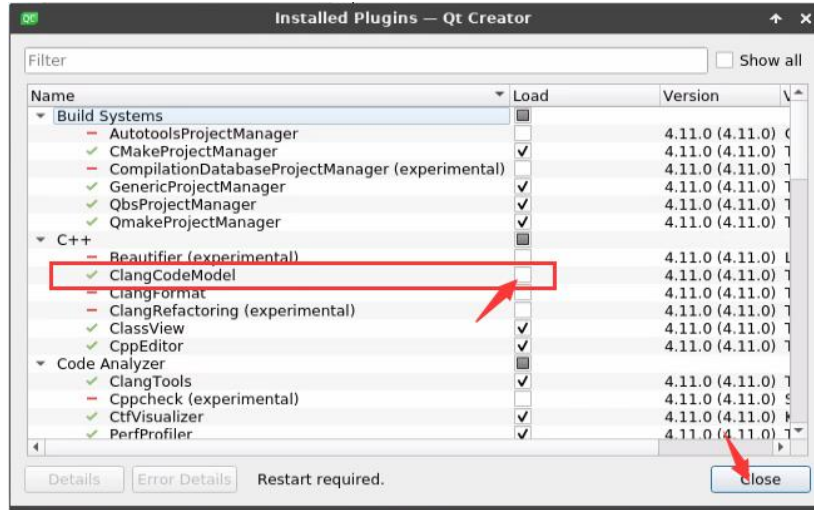 Installed Plugins — Qt Creator
Filter
Show all
Name Load Version
Build Systems
AutotoolsProjectManager 4.11.0 (4.11.0)
CMakeProjectManager 4.11.0 (4.11.0)
CompilationDatabaseProjectManager (experimental) 4.11.0 (4.11.0)
GenericProjectManager 4.11.0 (4.11.0)
QbsProjectManager 4.11.0 (4.11.0)
QmakeProjectManager 4.11.0 (4.11.0)
C++
Beautifier (experimental) 4.11.0 (4.11.0)
ClangCodeModel 4.11.0 (4.11.0)
ClangFormat 4.11.0 (4.11.0)
ClangRefactoring (experimental) 4.11.0 (4.11.0)
ClassView 4.11.0 (4.11.0)
CppEditor 4.11.0 (4.11.0)
Code Analyzer
ClangTools 4.11.0 (4.11.0)
Cppcheck (experimental) 4.11.0 (4.11.0)
CtfVisualizer 4.11.0 (4.11.0)
PerfProfiler 4.11.0 (4.11.0)
Details Error Details Restart required. Close